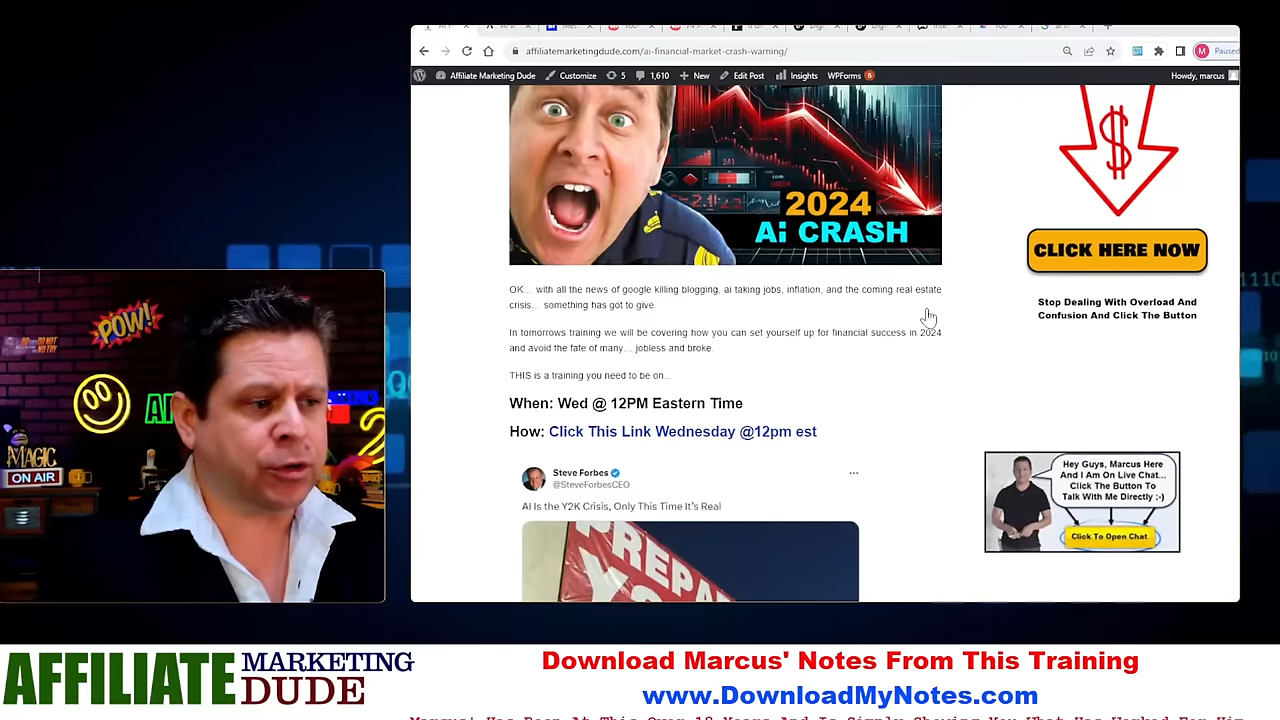 affiliatemarketingdude.com/ai-financial-market-crash-warning/
M Paused
Affiliate Marketing Dude Customize 5 1,610 New Edit Post Insights WPForms 6 Howdy, marcus
2024
Ai CRASH
OK... with all the news of google killing blogging, ai taking jobs, inflation, and the coming real estate
crisis... something has got to give.
In tomorrows training we will be covering how you can set yourself up for financial success in 2024
and avoid the fate of many... jobless and broke.
THIS is a training you need to be on...
When: Wed @ 12PM Eastern Time
How: Click This Link Wednesday @12pm est
Steve Forbes
@SteveForbesCEO
AI Is the Y2K Crisis, Only This Time It's Real
$
CLICK HERE NOW
Stop Dealing With Overload And
Confusion And Click The Button
Hey Guys, Marcus Here
And I Am On Live Chat...
Click The Button To
Talk With Me Directly :-)
Click To Open Chat
POW!
MAGIC
ON AIR
AFFILIATE MARKETING DUDE
Download Marcus' Notes From This Training
www.DownloadMyNotes.com